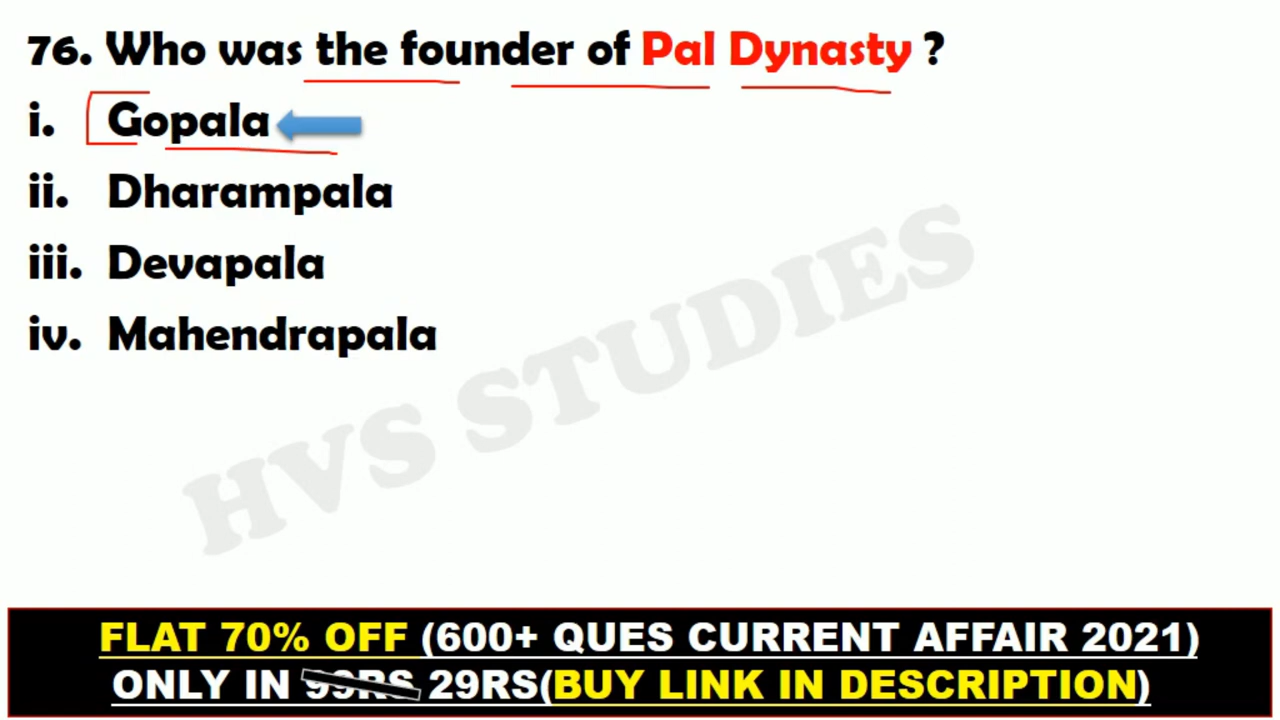 76. Who was the founder of Pal Dynasty ?
i. Gopala
ii. Dharampala
iii. Devapala
iv. Mahendrapala
HVS STUDIES
FLAT 70% OFF (600+ QUES CURRENT AFFAIR 2021)
ONLY IN 99RS 29RS(BUY LINK IN DESCRIPTION)